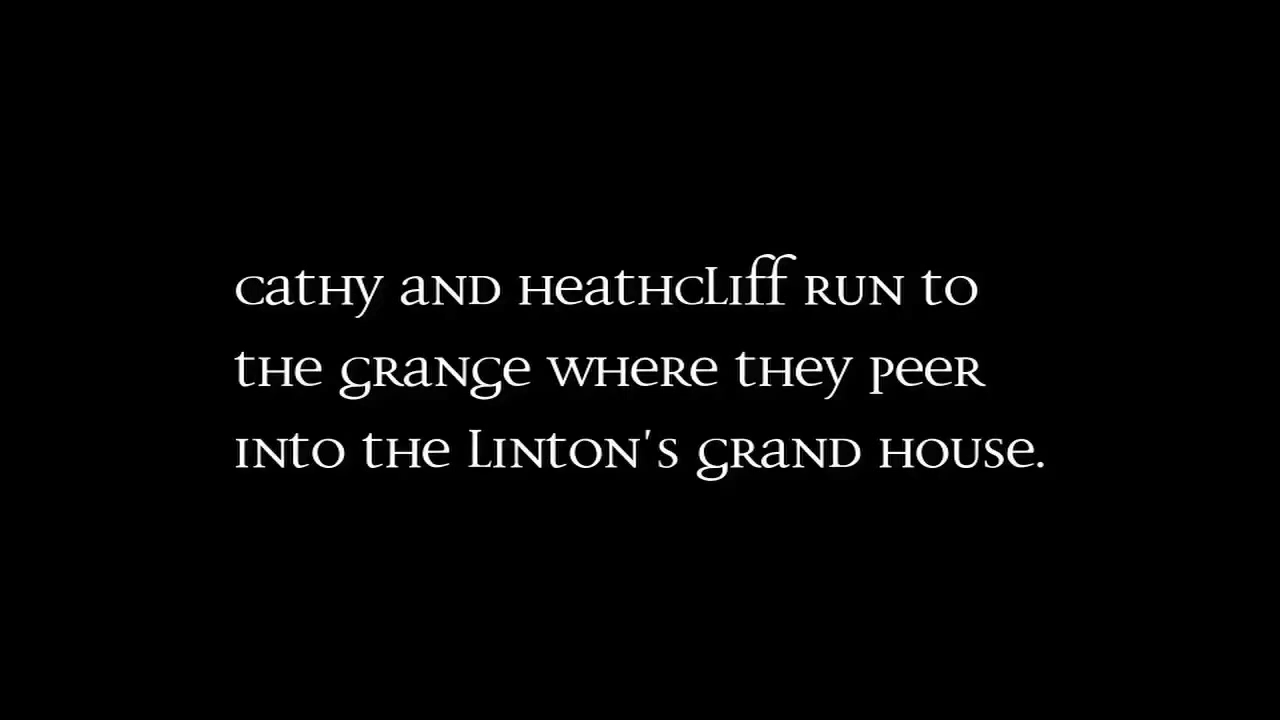 Cathy and Heathcliff run to
the Grange where they peer
into the Linton's grand house.